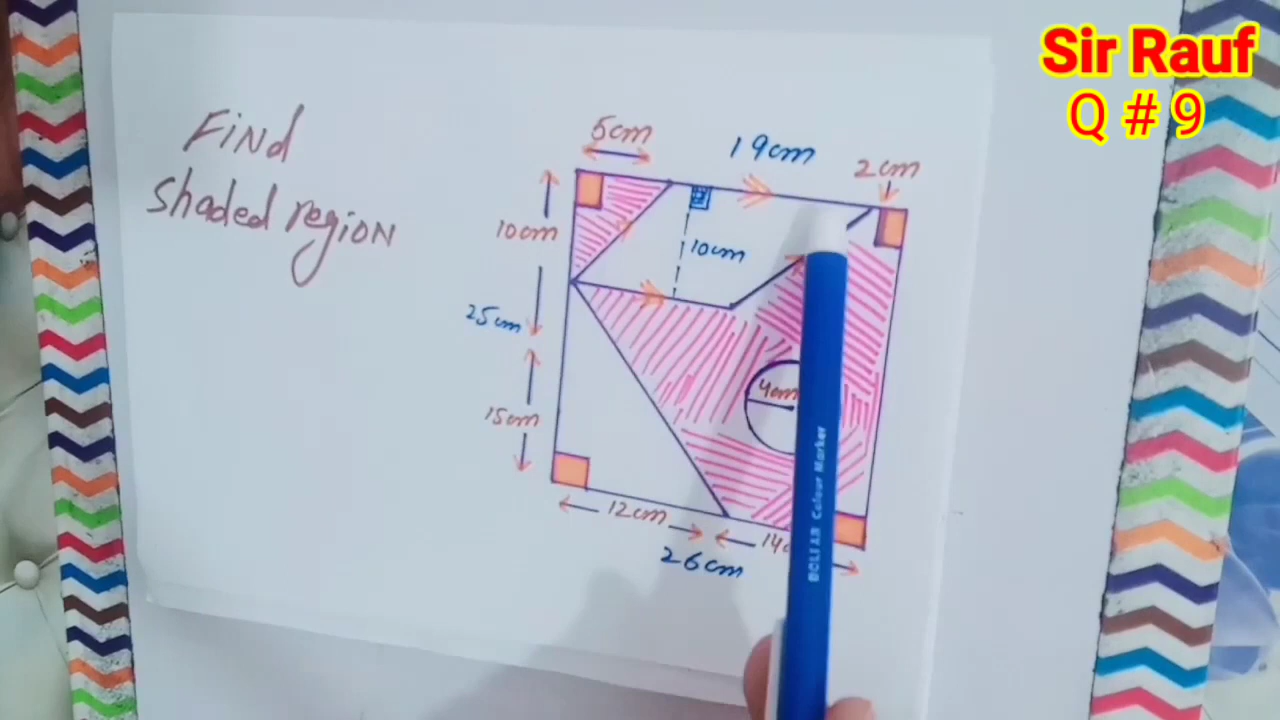 Sir Rauf
Q # 9
FIND
shaded region
5cm
19cm
2cm
10cm
10cm
25cm
4cm
15cm
12cm
26cm